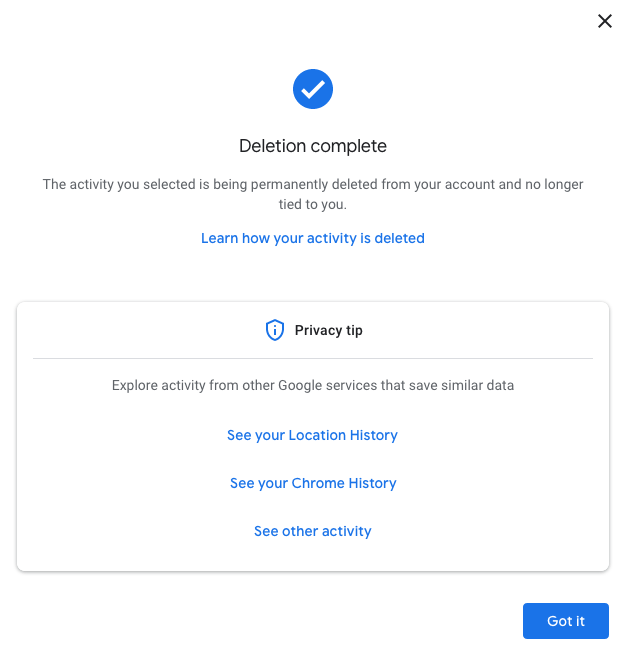 Deletion complete
The activity you selected is being permanently deleted from your account and no longer
tied to you.
Learn how your activity is deleted
Privacy tip
Explore activity from other Google services that save similar data
See your Location History
See your Chrome History
See other activity
Got it